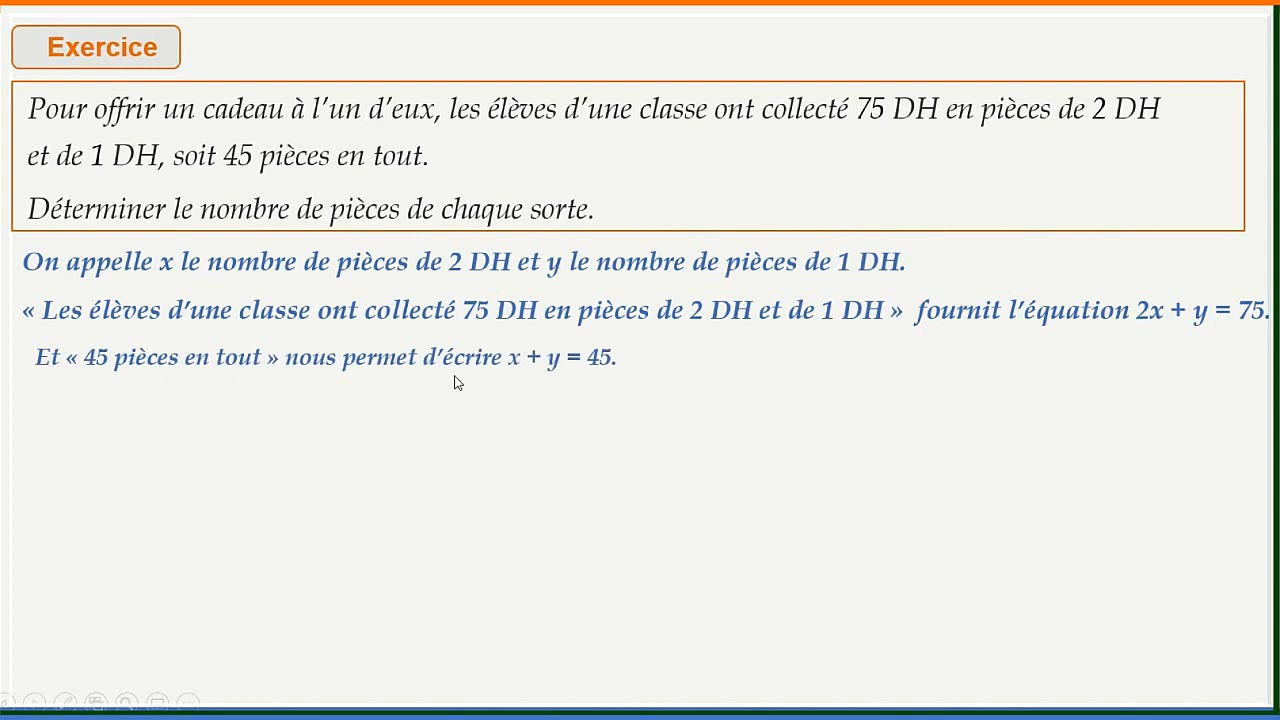 Exercice
Pour offrir un cadeau à l’un d’eux, les élèves d’une classe ont collecté 75 DH en pièces de 2 DH
et de 1 DH, soit 45 pièces en tout.
Déterminer le nombre de pièces de chaque sorte.
On appelle x le nombre de pièces de 2 DH et y le nombre de pièces de 1 DH.
« Les élèves d’une classe ont collecté 75 DH en pièces de 2 DH et de 1 DH » fournit l’équation 2x + y = 75.
Et « 45 pièces en tout » nous permet d’écrire x + y = 45.